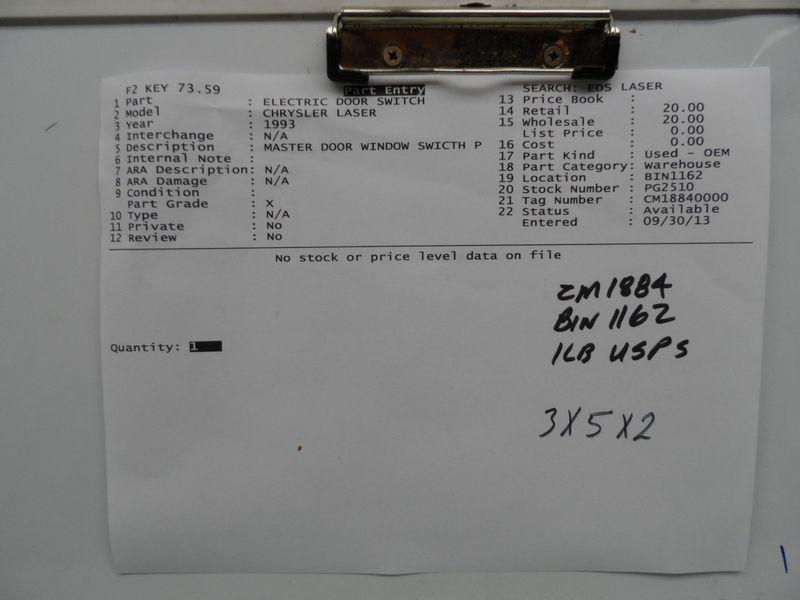 F2 KEY 73.59 Part Entry SEARCH: EDS LASER
1 Part : ELECTRIC DOOR SWITCH
2 Model : CHRYSLER LASER
3 Year : 1993
4 Interchange : N/A
5 Description : MASTER DOOR WINDOW SWICTH P
6 Internal Note :
7 ARA Description: N/A
8 ARA Damage : N/A
9 Condition :
Part Grade : X
10 Type : N/A
11 Private : No
12 Review : No
13 Price Book :
14 Retail : 20.00
15 Wholesale : 20.00
List Price : 0.00
16 Cost : 0.00
17 Part Kind : Used - OEM
18 Part Category: Warehouse
19 Location : BIN1162
20 Stock Number : PG2510
21 Tag Number : CM18840000
22 Status : Available
Entered : 09/30/13
No stock or price level data on file
CM1884
BIN 1162
1LB USPS
Quantity: 1
3X5X2